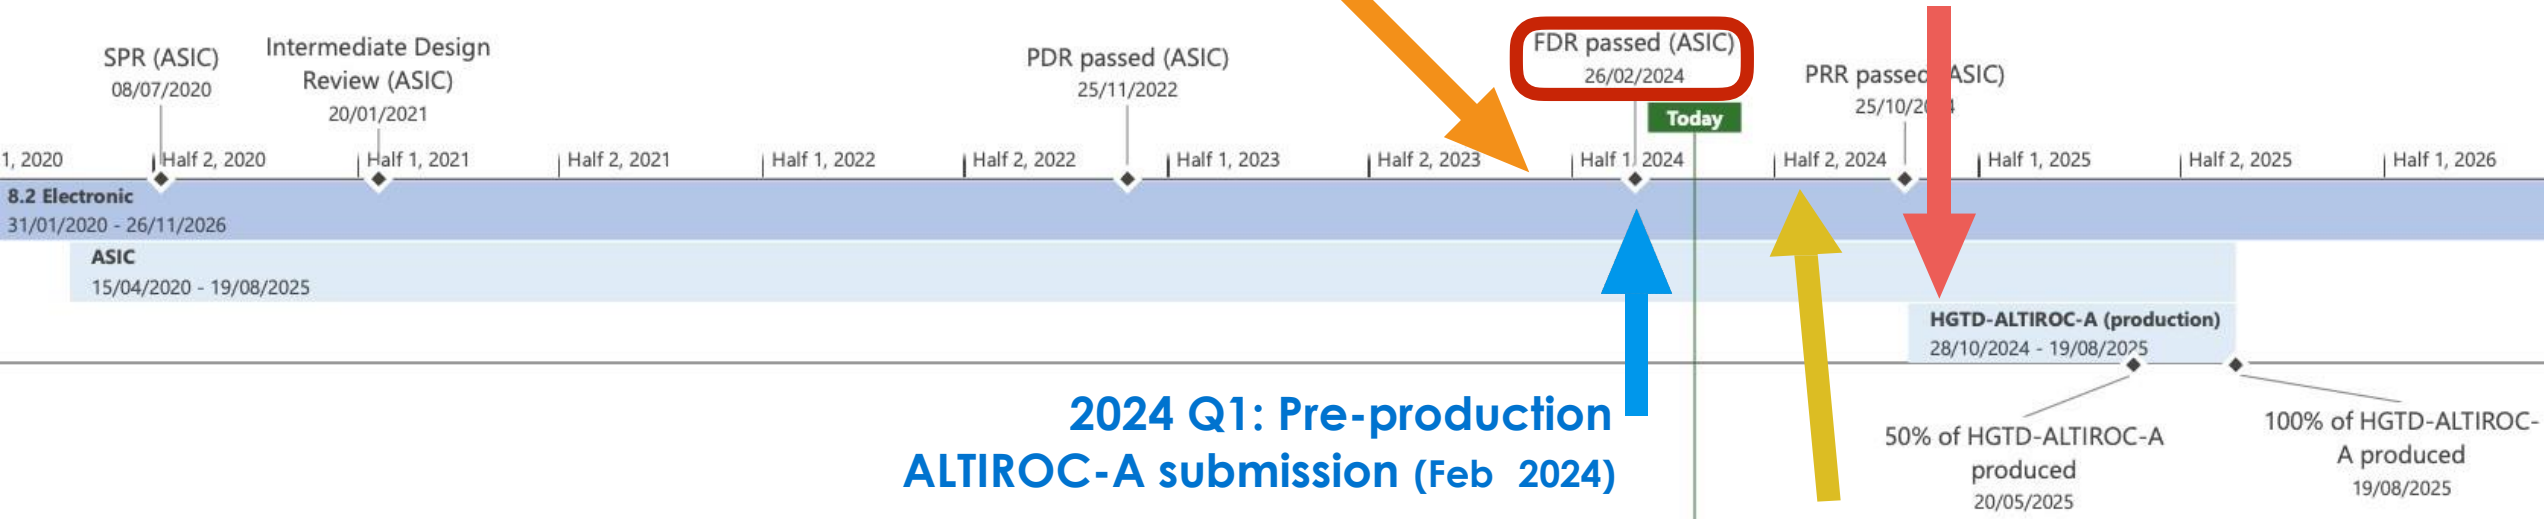 SPR (ASIC)
08/07/2020
Intermediate Design
Review (ASIC)
20/01/2021
PDR passed (ASIC)
25/11/2022
FDR passed (ASIC)
26/02/2024
Today
PRR passed ASIC)
25/10/20 4
1, 2020
Half 2, 2020
Half 1, 2021
Half 2, 2021
Half 1, 2022
Half 2, 2022
Half 1, 2023
Half 2, 2023
Half 1, 2024
Half 2, 2024
Half 1, 2025
Half 2, 2025
Half 1, 2026
8.2 Electronic
31/01/2020 - 26/11/2026
ASIC
15/04/2020 - 19/08/2025
HGTD-ALTIROC-A (production)
28/10/2024 - 19/08/2025
2024 Q1: Pre-production
ALTIROC-A submission (Feb 2024)
50% of HGTD-ALTIROC-A
produced
20/05/2025
100% of HGTD-ALTIROC-
A produced
19/08/2025